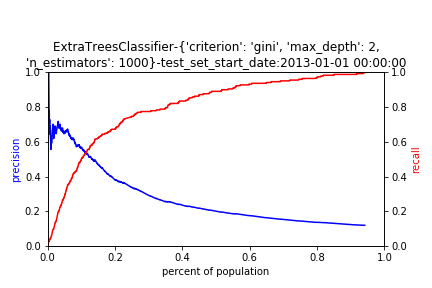 ExtraTreesClassifier-{'criterion': 'gini', 'max_depth': 2,
'n_estimators': 1000}-test_set_start_date:2013-01-01 00:00:00
1.0
0.8
0.6
0.4
0.2
0.0
precision
1.0
0.8
0.6
0.4
0.2
0.0
recall
0.0 0.2 0.4 0.6 0.8 1.0
percent of population